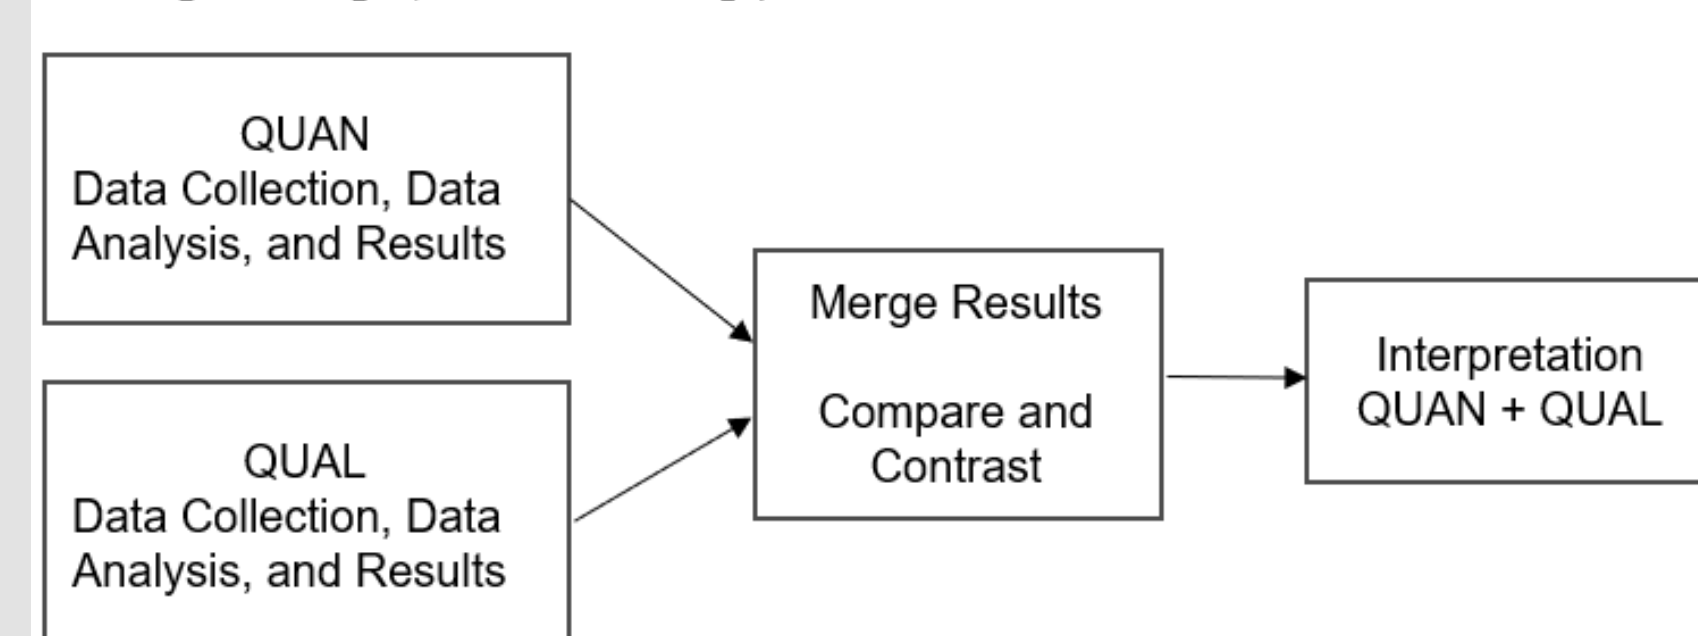 QUAN
Data Collection, Data
Analysis, and Results
Merge Results
Compare and
Contrast
Interpretation
QUAN + QUAL
QUAL
Data Collection, Data
Analysis, and Results